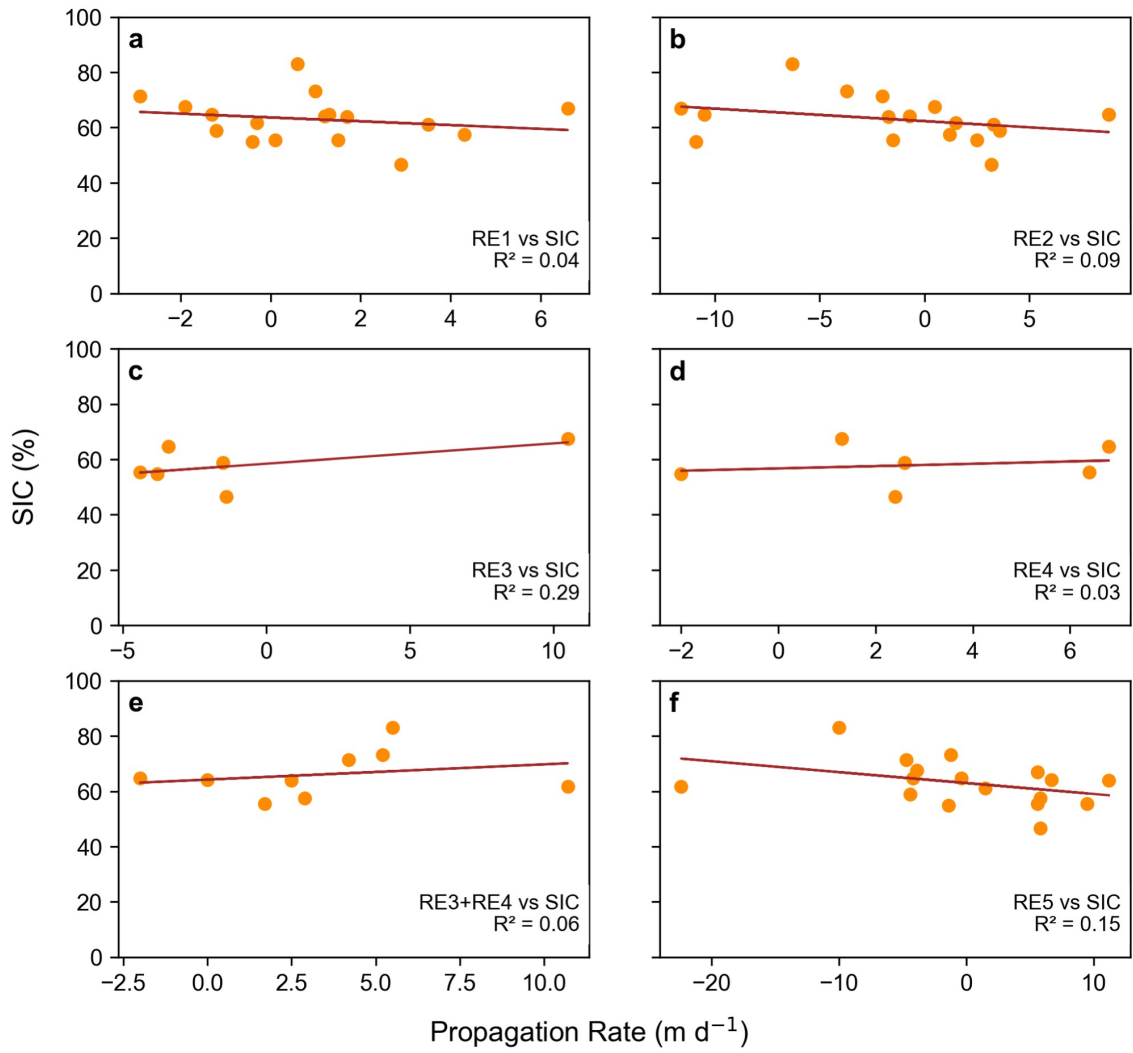 SIC (%)
100
80
60
40
20
0
a
RE1 vs SIC
R² = 0.04
−2
0
2
4
6
b
RE2 vs SIC
R² = 0.09
−10
−5
0
5
100
80
60
40
20
0
c
RE3 vs SIC
R² = 0.29
−5
0
5
10
d
RE4 vs SIC
R² = 0.03
−2
0
2
4
6
100
80
60
40
20
0
e
RE3+RE4 vs SIC
R² = 0.06
−2.5
0.0
2.5
5.0
7.5
10.0
f
RE5 vs SIC
R² = 0.15
−20
−10
0
10
Propagation Rate (m d⁻¹)